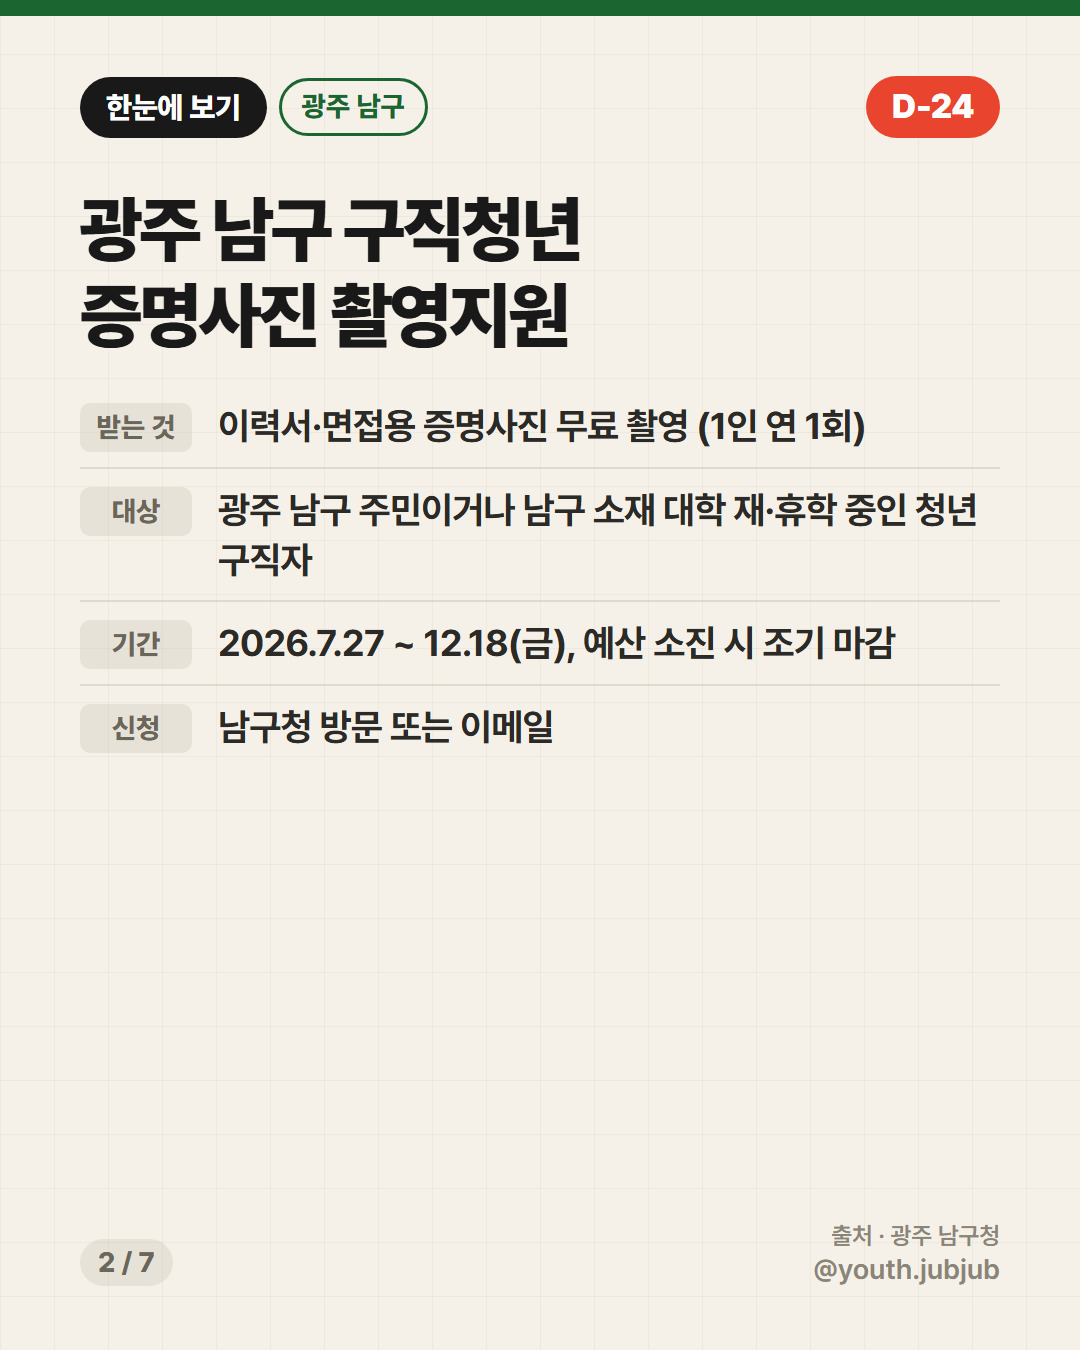 한눈에 보기
광주 남구
D-24
광주 남구 구직청년
증명사진 촬영지원
받는 것
이력서·면접용 증명사진 무료 촬영 (1인 연 1회)
대상
광주 남구 주민이거나 남구 소재 대학 재·휴학 중인 청년
구직자
기간
2026.7.27 ~ 12.18(금), 예산 소진 시 조기 마감
신청
남구청 방문 또는 이메일
2 / 7
출처 · 광주 남구청
@youth.jubjub